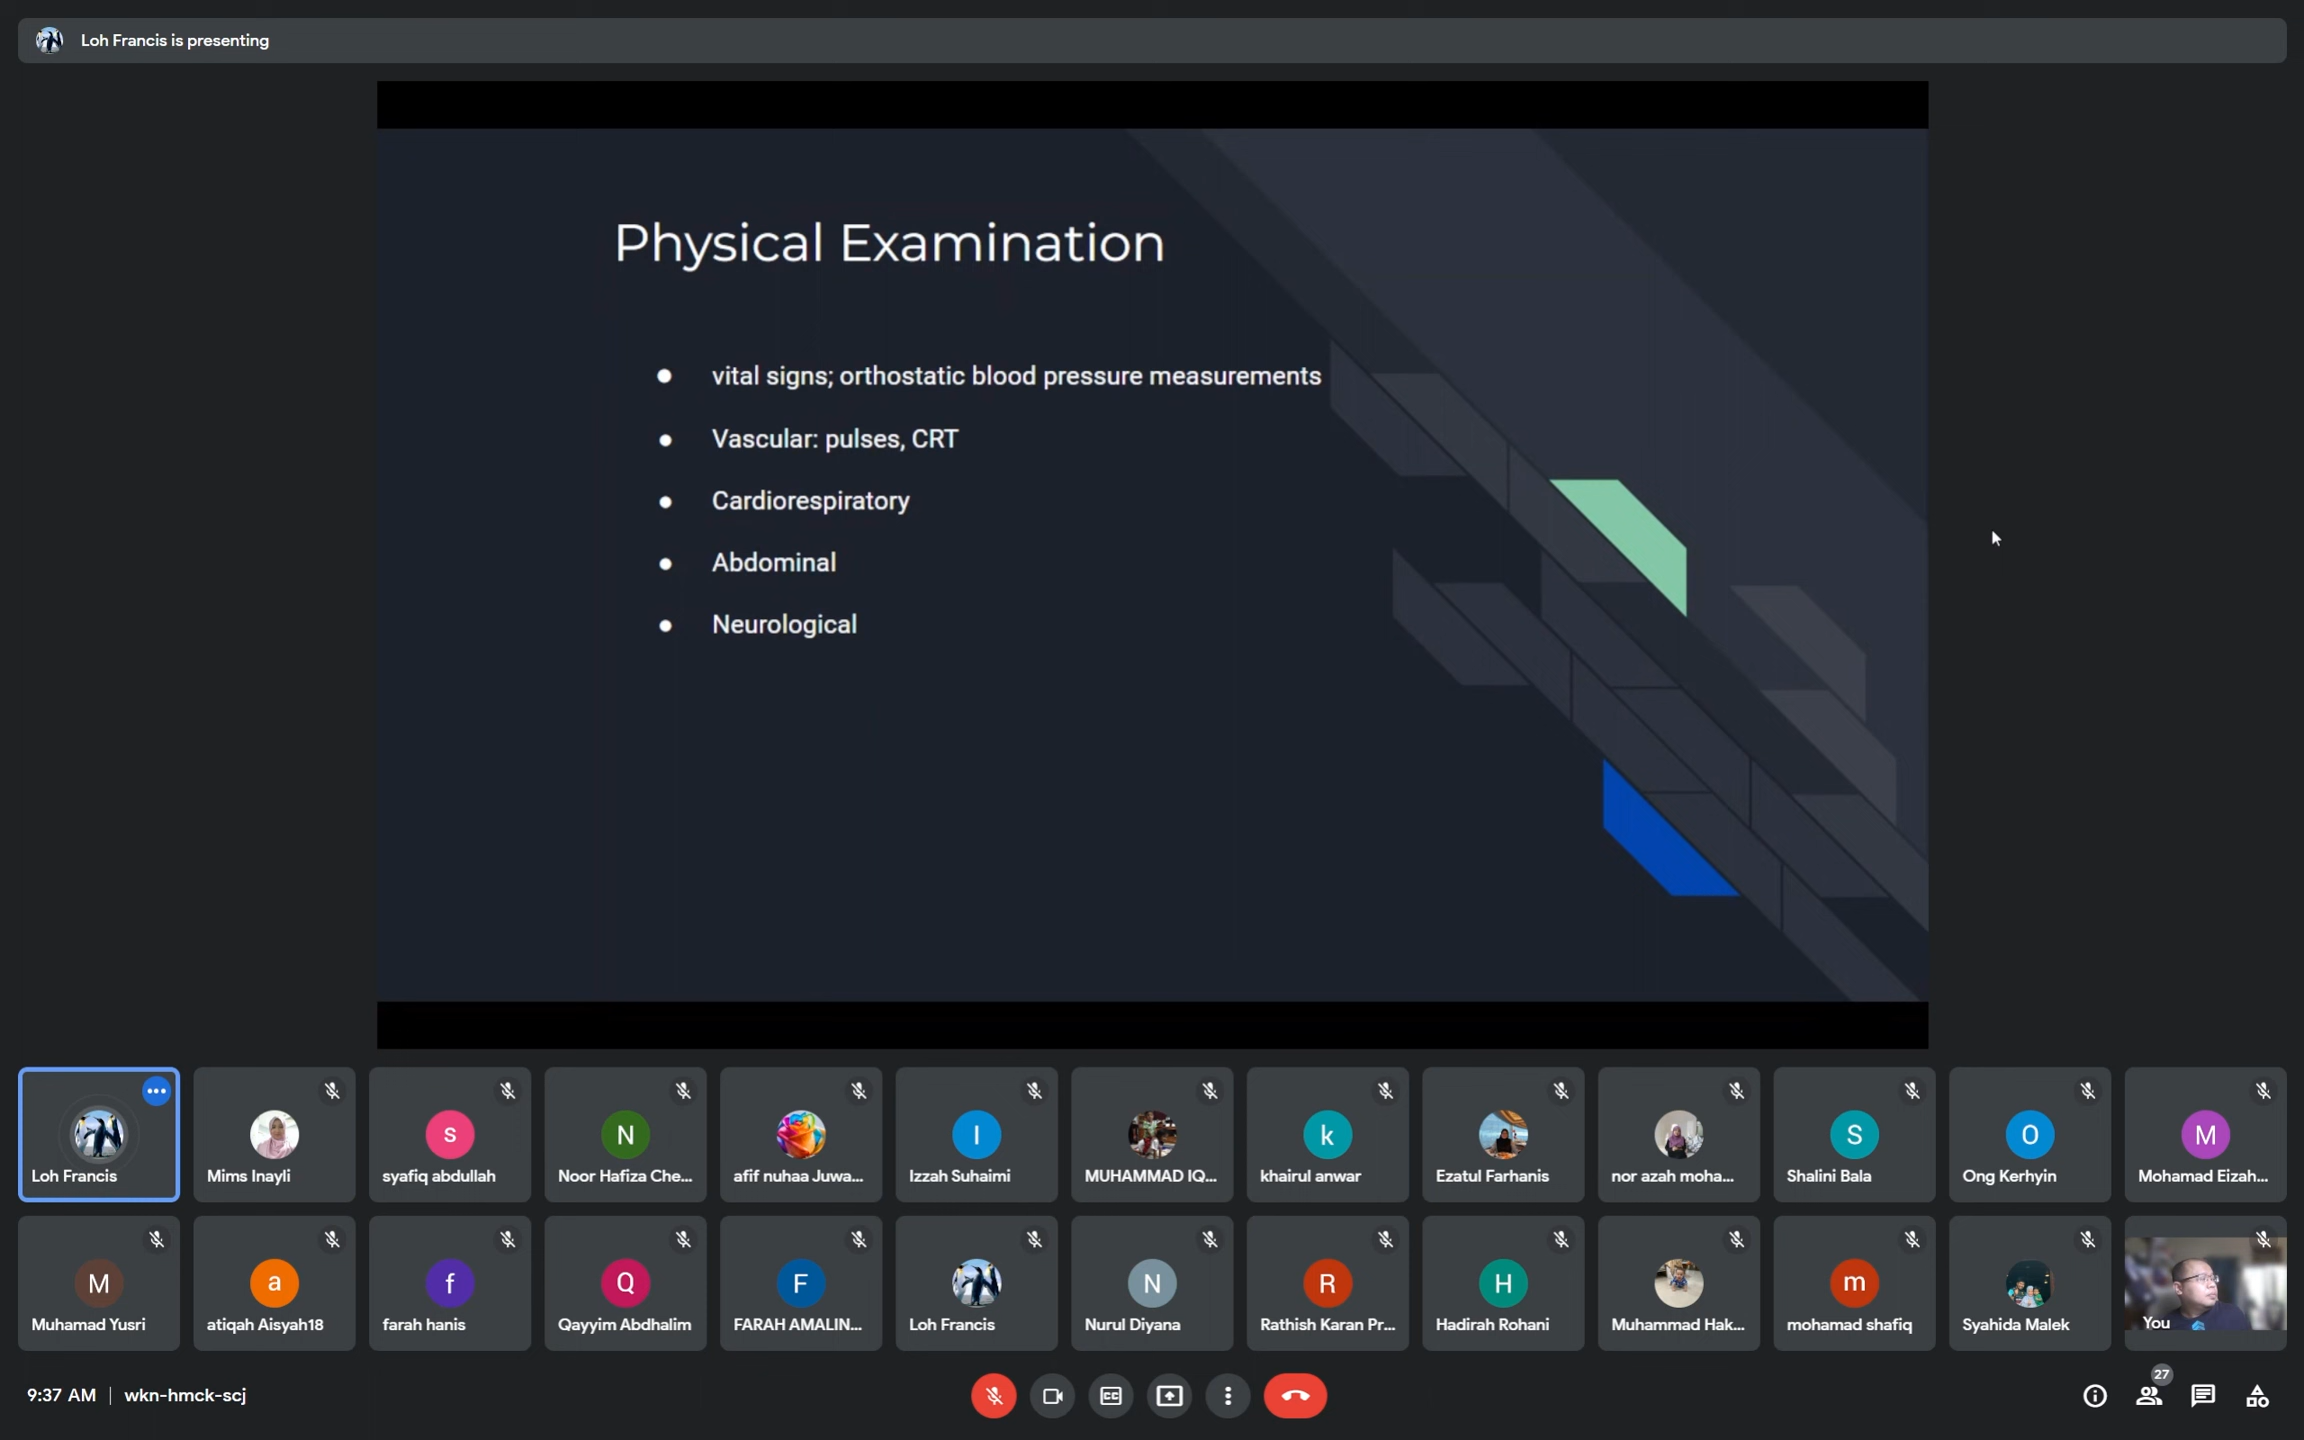 Loh Francis is presenting
Physical Examination
● vital signs; orthostatic blood pressure measurements
● Vascular: pulses, CRT
● Cardiorespiratory
● Abdominal
● Neurological
s
N
I
k
S
O
M
Loh Francis
Mims Inayli
syafiq abdullah
Noor Hafiza Che...
afif nuhaa Juwa...
Izzah Suhaimi
MUHAMMAD IQ...
khairul anwar
Ezatul Farhanis
nor azah moha...
Shalini Bala
Ong Kerhyin
Mohamad Eizah...
M
a
f
Q
F
N
R
H
m
Muhamad Yusri
atiqah Aisyah18
farah hanis
Qayyim Abdhalim
FARAH AMALIN...
Loh Francis
Nurul Diyana
Rathish Karan Pr...
Hadirah Rohani
Muhammad Hak...
mohamad shafiq
Syahida Malek
You
9:37 AM | wkn-hmck-scj
CC
27